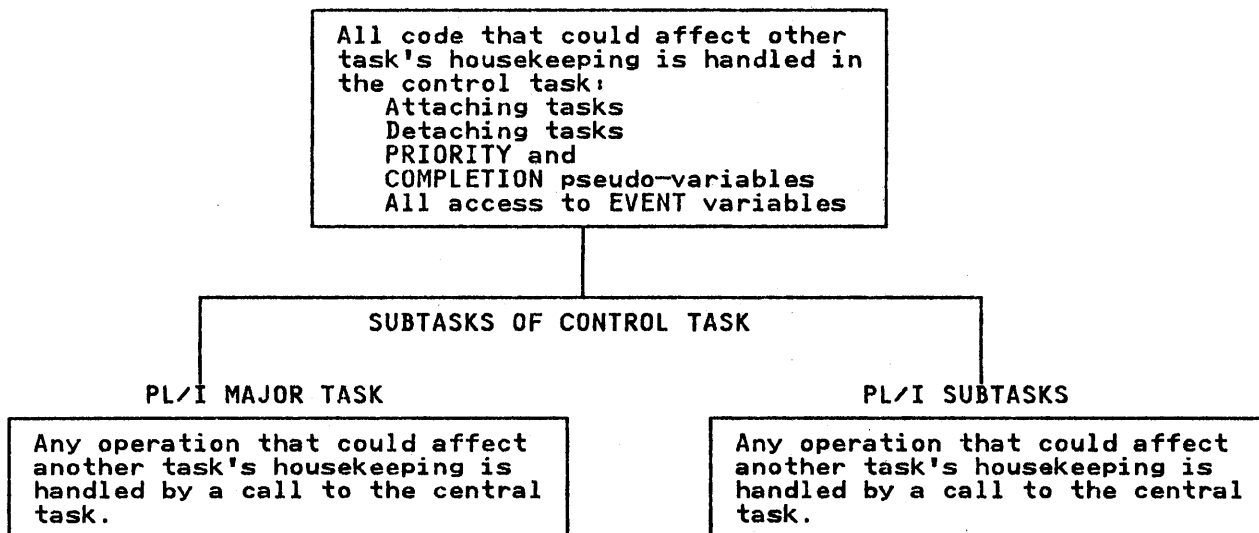 All code that could affect other
task's housekeeping is handled in
the control task:
Attaching tasks
Detaching tasks
PRIORITY and
COMPLETION pseudo-variables
All access to EVENT variables
SUBTASKS OF CONTROL TASK
PL/I MAJOR TASK
PL/I SUBTASKS
Any operation that could affect
another task's housekeeping is
handled by a call to the central
task.
Any operation that could affect
another task's housekeeping is
handled by a call to the central
task.